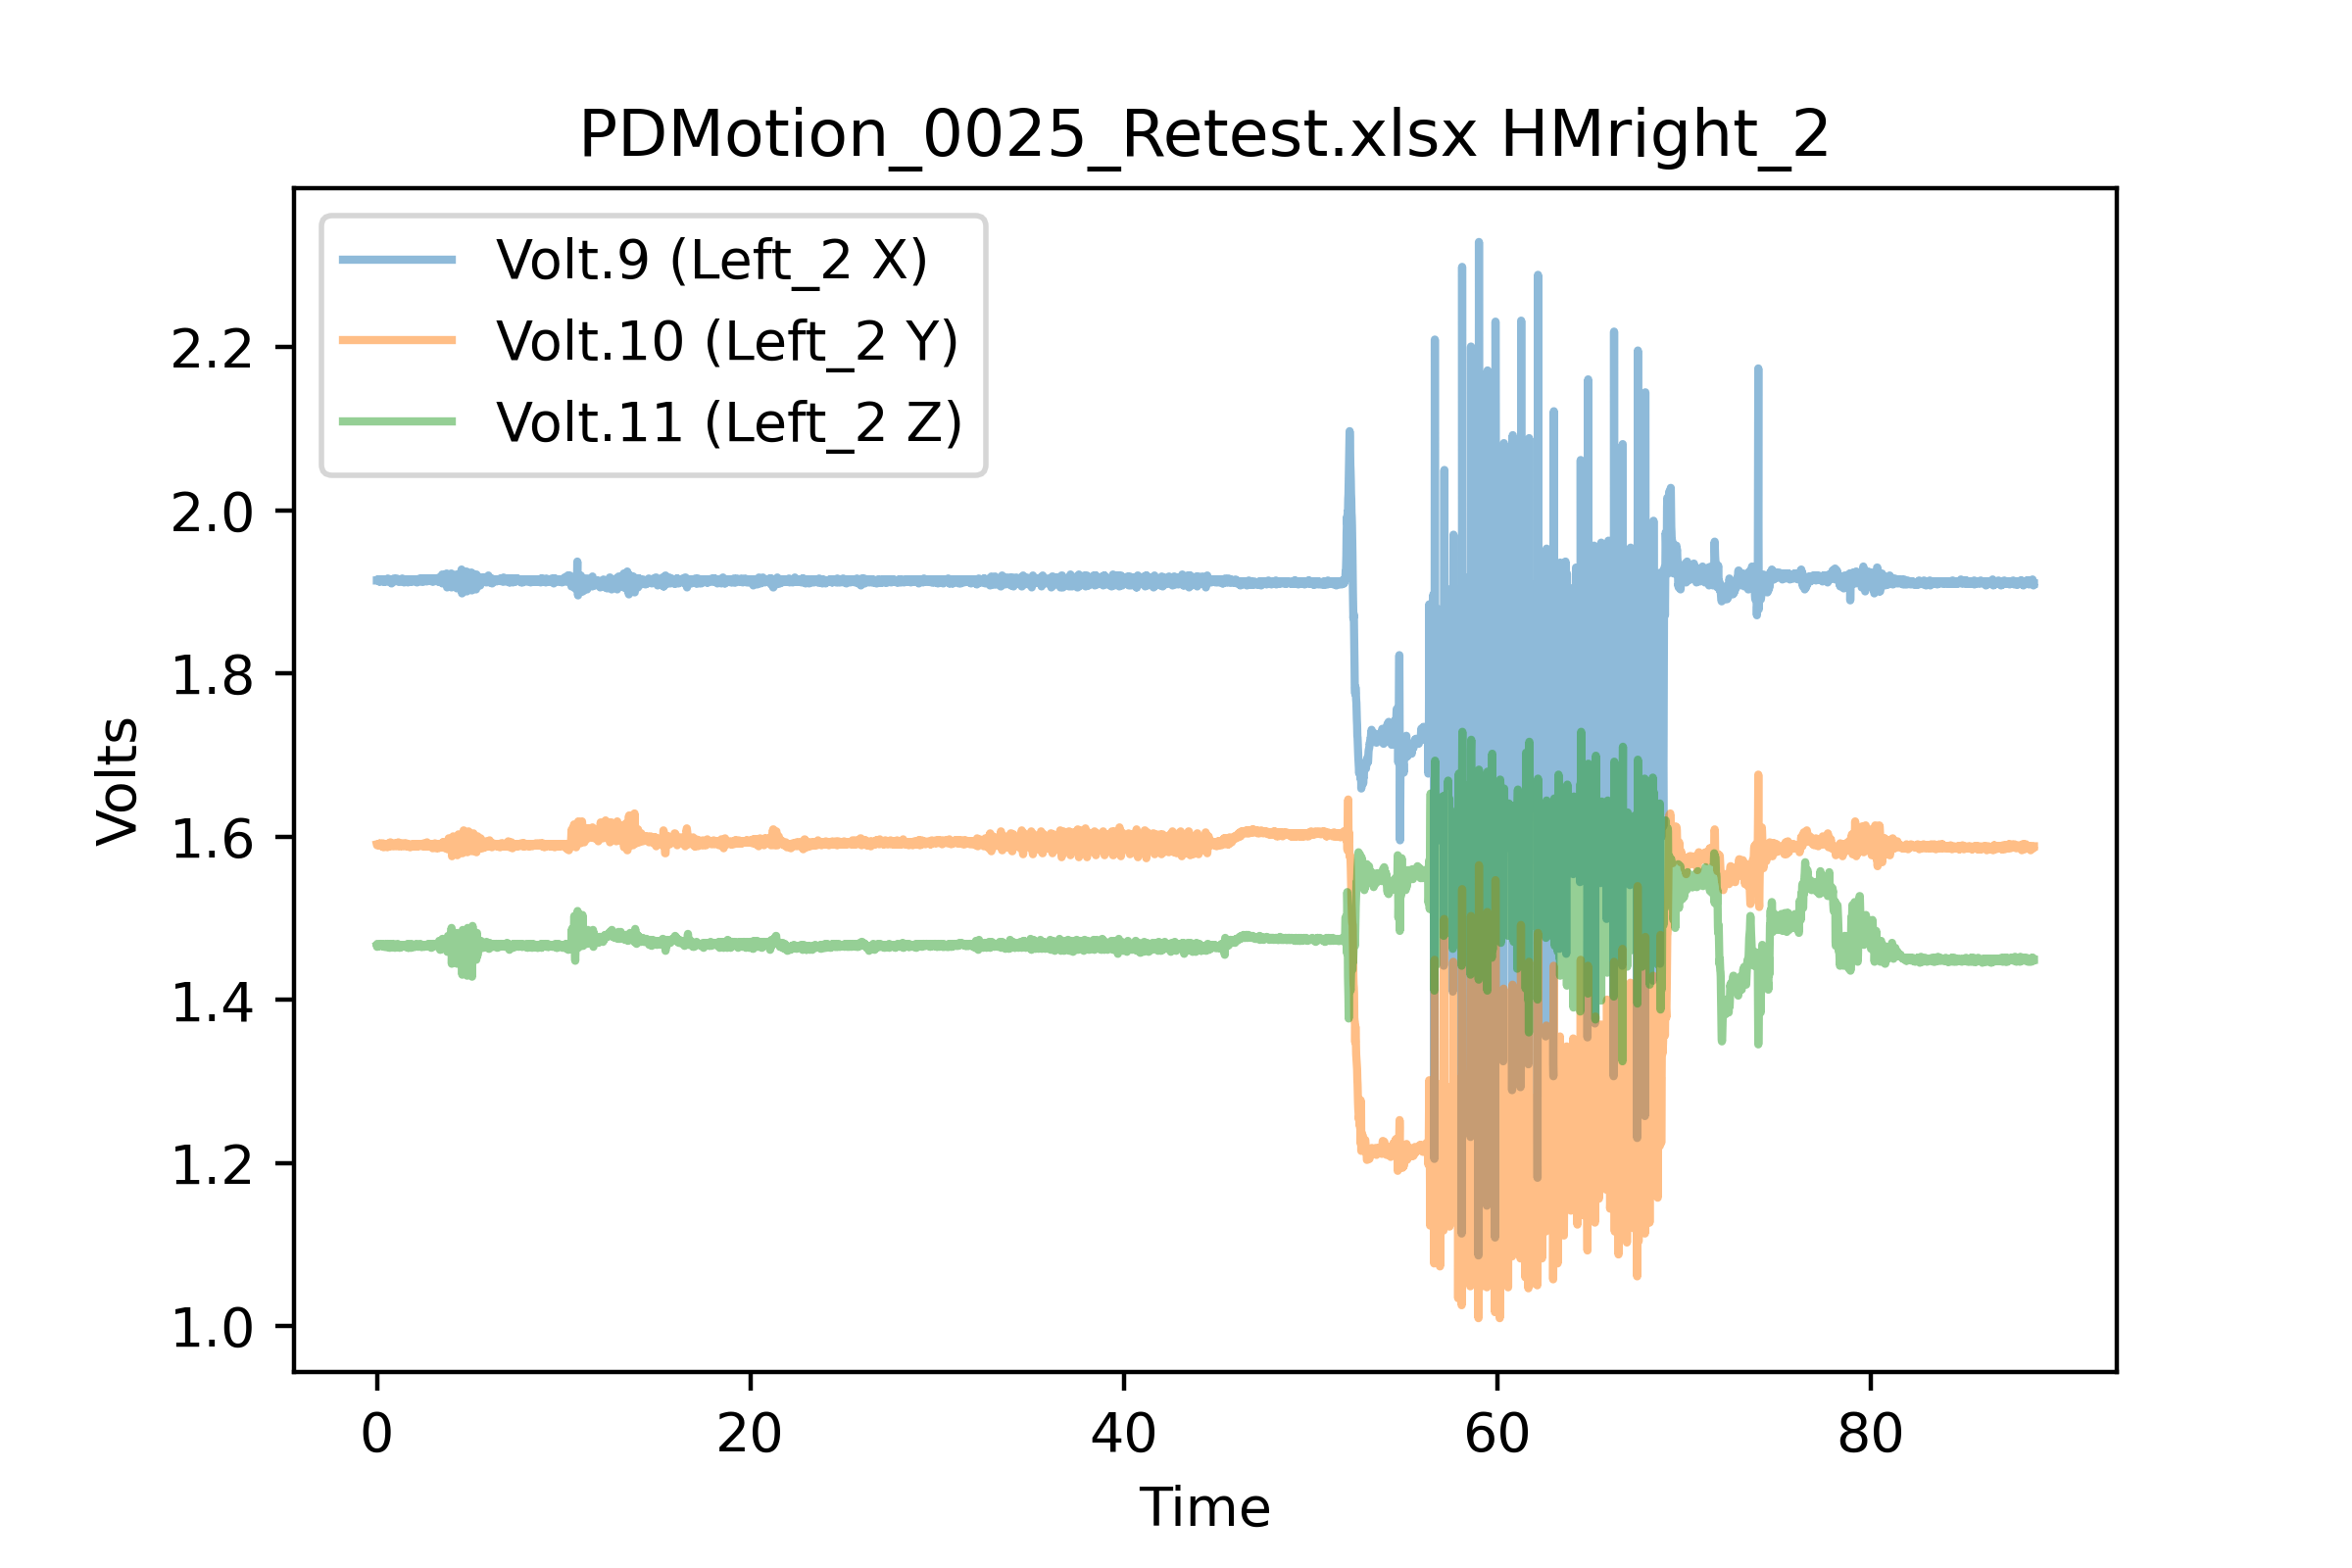 PDMotion_0025_Retest.xlsx HMright_2
Volt.9 (Left_2 X)
Volt.10 (Left_2 Y)
Volt.11 (Left_2 Z)
2.2
2.0
1.8
1.6
1.4
1.2
1.0
Volts
0 20 40 60 80
Time